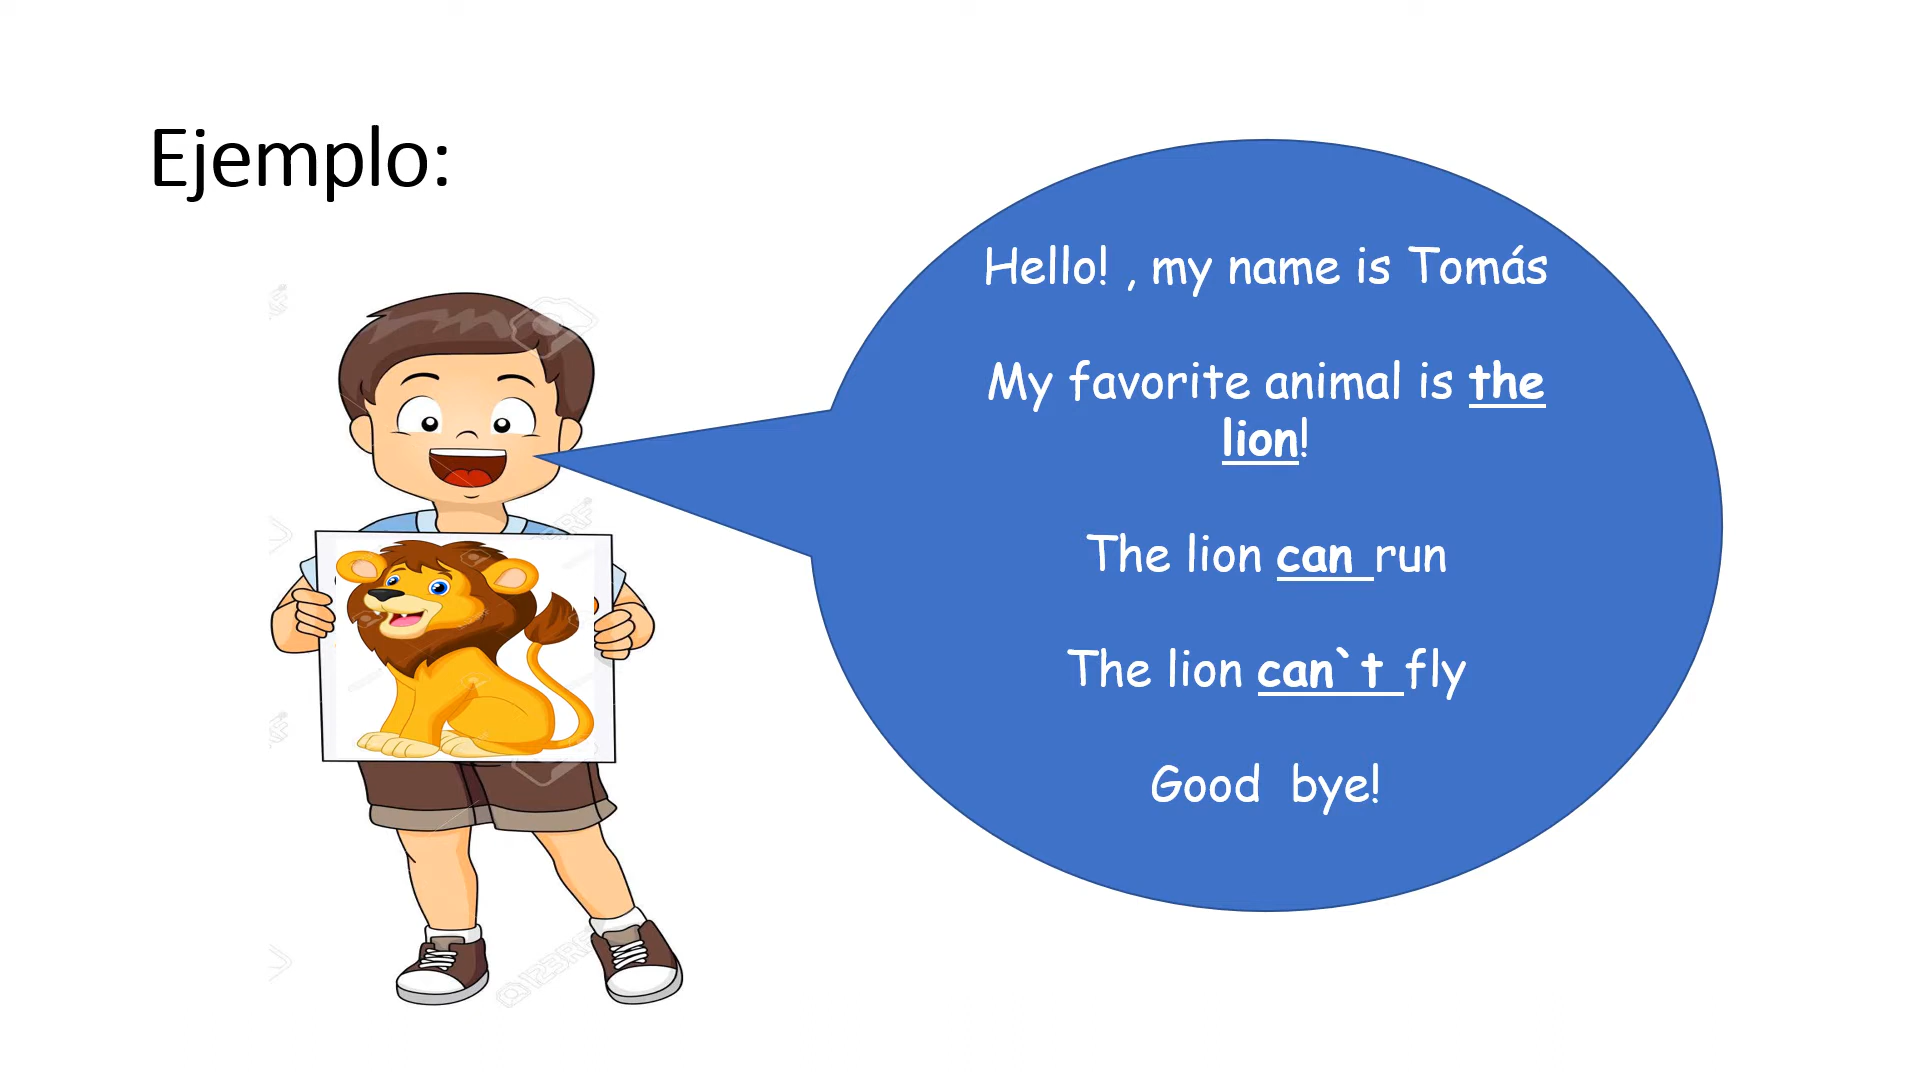 Ejemplo:
Hello! , my name is Tomás
My favorite animal is the
lion!
The lion can run
The lion can`t fly
Good  bye!